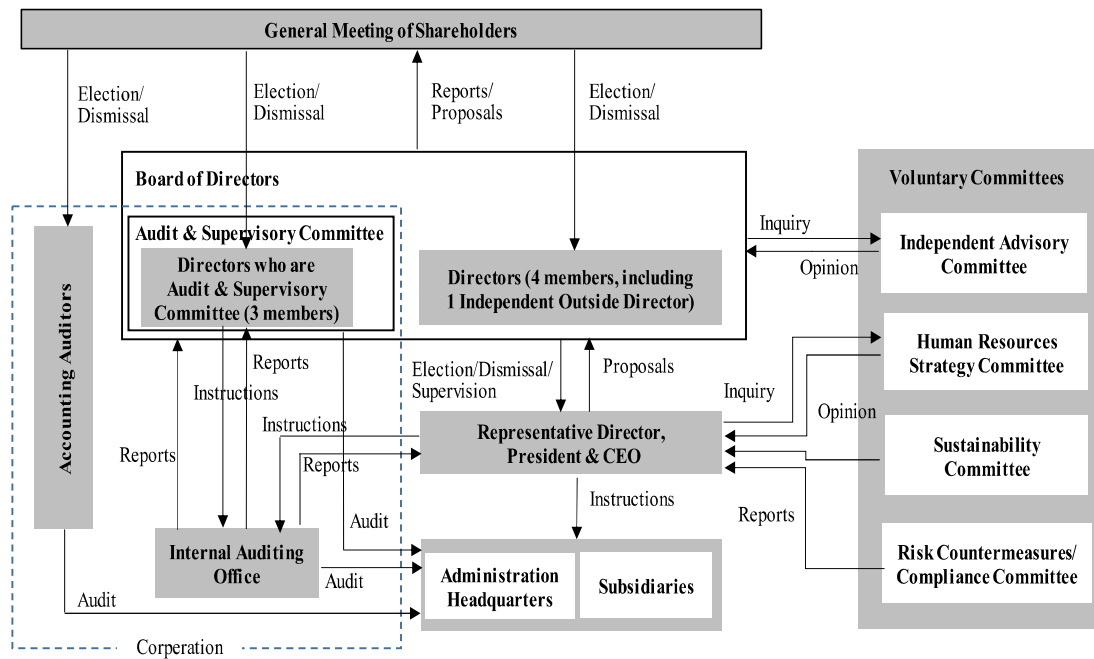 General Meeting of Shareholders
Election/
Dismissal
Election/
Dismissal
Reports/
Proposals
Election/
Dismissal
Board of Directors
Voluntary Committees
Audit & Supervisory Committee
Directors who are
Audit & Supervisory
Committee (3 members)
Directors (4 members, including
1 Independent Outside Director)
Inquiry
Opinion
Independent Advisory
Committee
Accounting Auditors
Reports
Instructions
Election/Dismissal/
Supervision
Proposals
Inquiry
Opinion
Human Resources
Strategy Committee
Instructions
Reports
Reports
Representative Director,
President & CEO
Sustainability
Committee
Instructions
Reports
Audit
Internal Auditing
Office
Audit
Audit
Administration
Headquarters
Subsidiaries
Risk Countermeasures/
Compliance Committee
Corperation